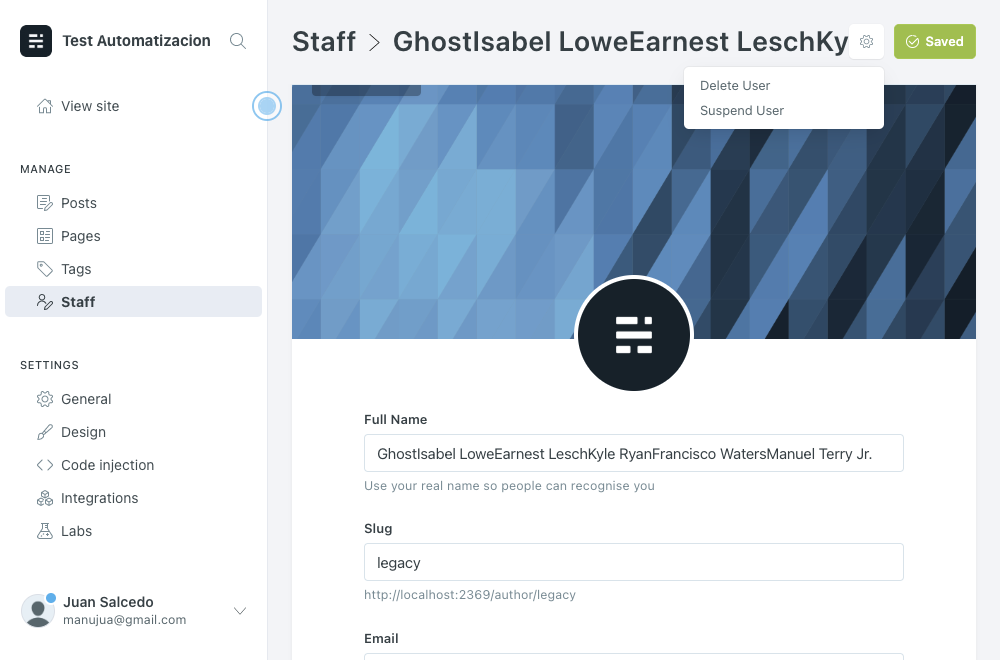 Test Automatizacion
View site
MANAGE
Posts
Pages
Tags
Staff
SETTINGS
General
Design
Code injection
Integrations
Labs
Juan Salcedo
manujua@gmail.com
Staff > GhostIsabel LoweEarnest LeschKy
Saved
Delete User
Suspend User
Full Name
GhostIsabel LoweEarnest LeschKyle RyanFrancisco WatersManuel Terry Jr.
Use your real name so people can recognise you
Slug
legacy
http://localhost:2369/author/legacy
Email